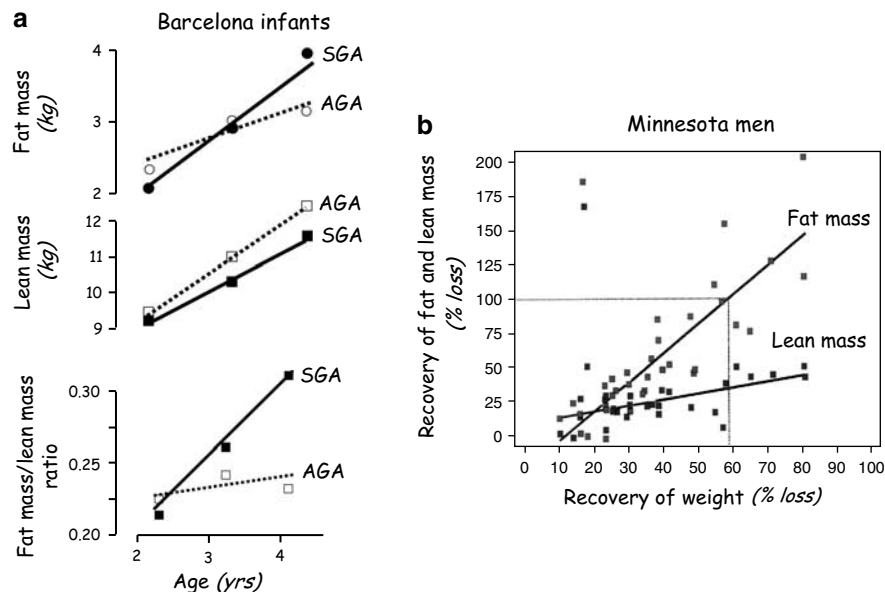 a
Barcelona infants
Fat mass
(kg)
4
3
2
SGA
AGA
Lean mass
(kg)
12
11
10
9
AGA
SGA
Fat mass/lean mass
ratio
0.30
0.25
0.20
SGA
AGA
2
3
4
Age (yrs)
b
Minnesota men
Recovery of fat and lean mass
(% loss)
200
175
150
125
100
75
50
25
0
Fat mass
Lean mass
0 10 20 30 40 50 60 70 80 90 100
Recovery of weight (% loss)